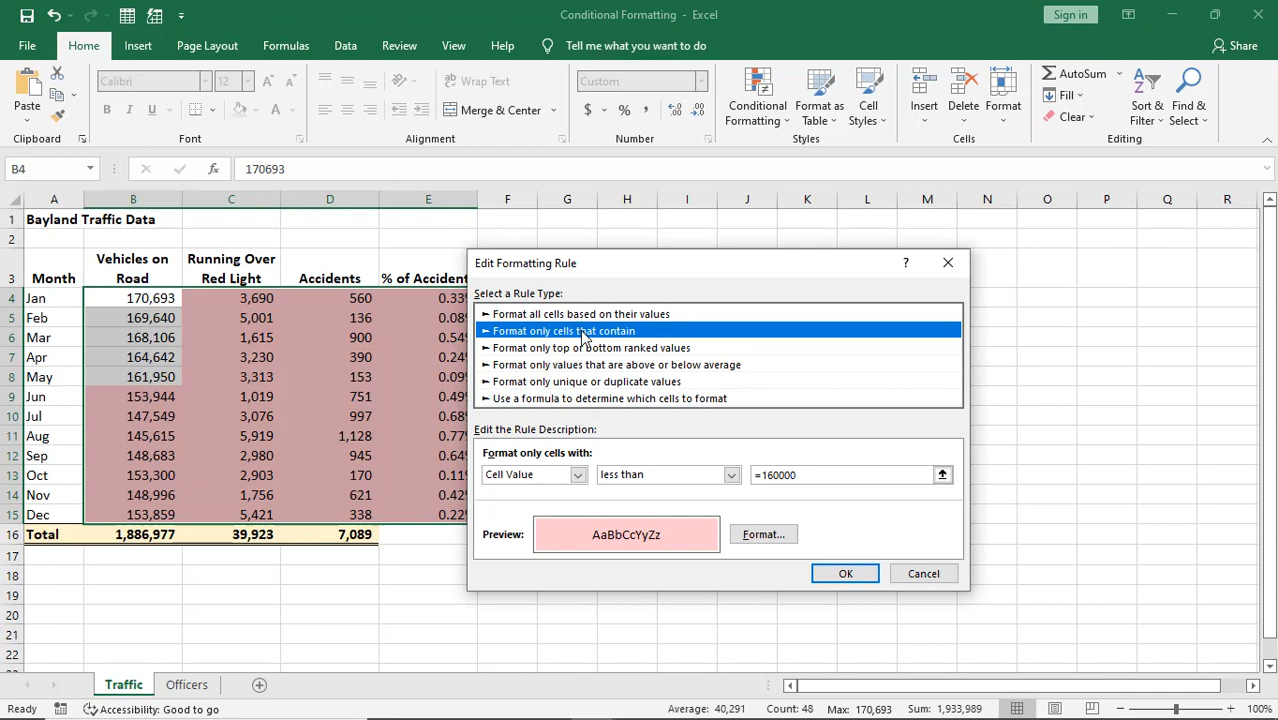 Conditional Formatting - Excel
Sign in
File Home Insert Page Layout Formulas Data Review View Help Tell me what you want to do Share
Paste
Calibri 12
B I U A
Wrap Text
Merge & Center
Custom
$ % ,
Conditional Formatting
Format as Table
Cell Styles
Insert Delete Format
AutoSum
Fill
Clear
Sort & Filter
Find & Select
Clipboard Font Alignment Number Styles Cells Editing
B4 fx 170693
A B C D E F G H I J K L M N O P Q R
1 Bayland Traffic Data
2
3 Month Vehicles on Road Running Over Red Light Accidents % of Accident
4 Jan 170,693 3,690 560 0.33%
5 Feb 169,640 5,001 136 0.08%
6 Mar 168,106 1,615 900 0.54%
7 Apr 164,642 3,230 390 0.24%
8 May 161,950 3,313 153 0.09%
9 Jun 153,944 1,019 751 0.49%
10 Jul 147,549 3,076 997 0.68%
11 Aug 145,615 5,919 1,128 0.77%
12 Sep 148,683 2,980 945 0.64%
13 Oct 153,300 2,903 170 0.11%
14 Nov 148,996 1,756 621 0.42%
15 Dec 153,859 5,421 338 0.22%
16 Total 1,886,977 39,923 7,089
17
18
19
20
21
22
Edit Formatting Rule ?
Select a Rule Type:
► Format all cells based on their values
► Format only cells that contain
► Format only top or bottom ranked values
► Format only values that are above or below average
► Format only unique or duplicate values
► Use a formula to determine which cells to format
Edit the Rule Description:
Format only cells with:
Cell Value less than =160000
Preview: AaBbCcYyZz Format...
OK Cancel
Traffic Officers
Ready Accessibility: Good to go Average: 40,291 Count: 48 Max: 170,693 Sum: 1,933,989 100%